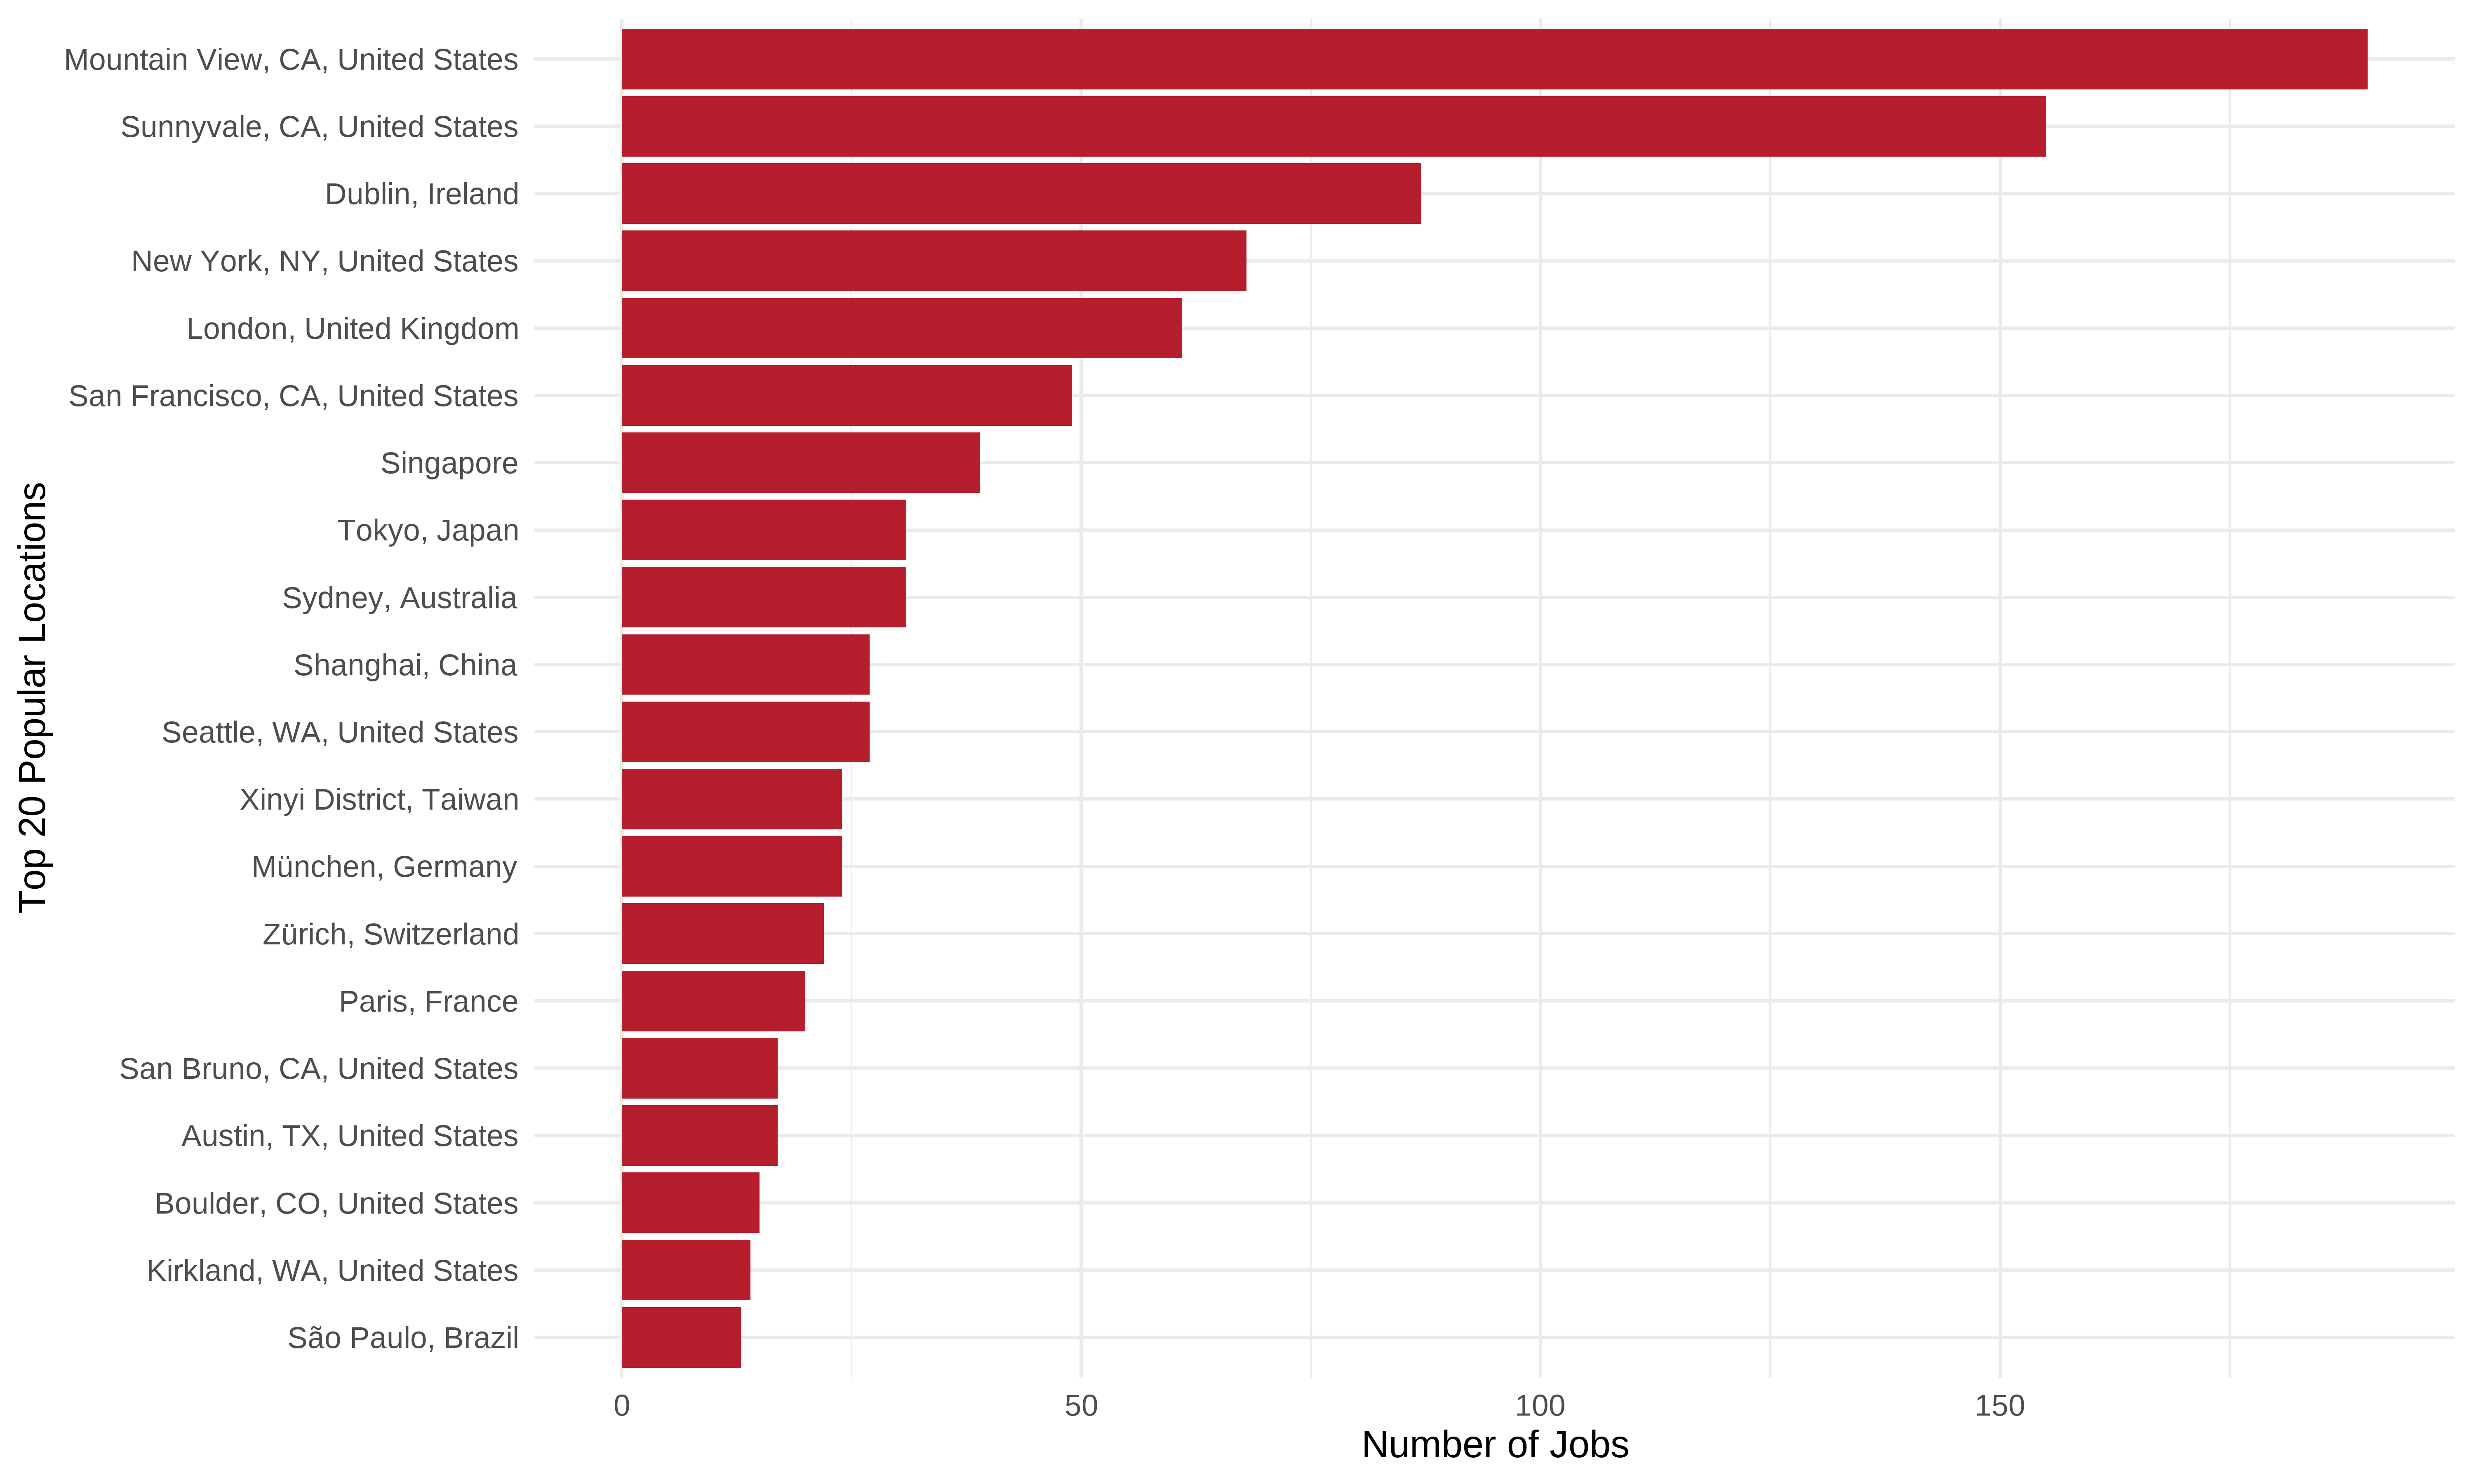 Top 20 Popular Locations
Mountain View, CA, United States
Sunnyvale, CA, United States
Dublin, Ireland
New York, NY, United States
London, United Kingdom
San Francisco, CA, United States
Singapore
Tokyo, Japan
Sydney, Australia
Shanghai, China
Seattle, WA, United States
Xinyi District, Taiwan
München, Germany
Zürich, Switzerland
Paris, France
San Bruno, CA, United States
Austin, TX, United States
Boulder, CO, United States
Kirkland, WA, United States
São Paulo, Brazil
0 50 100 150
Number of Jobs